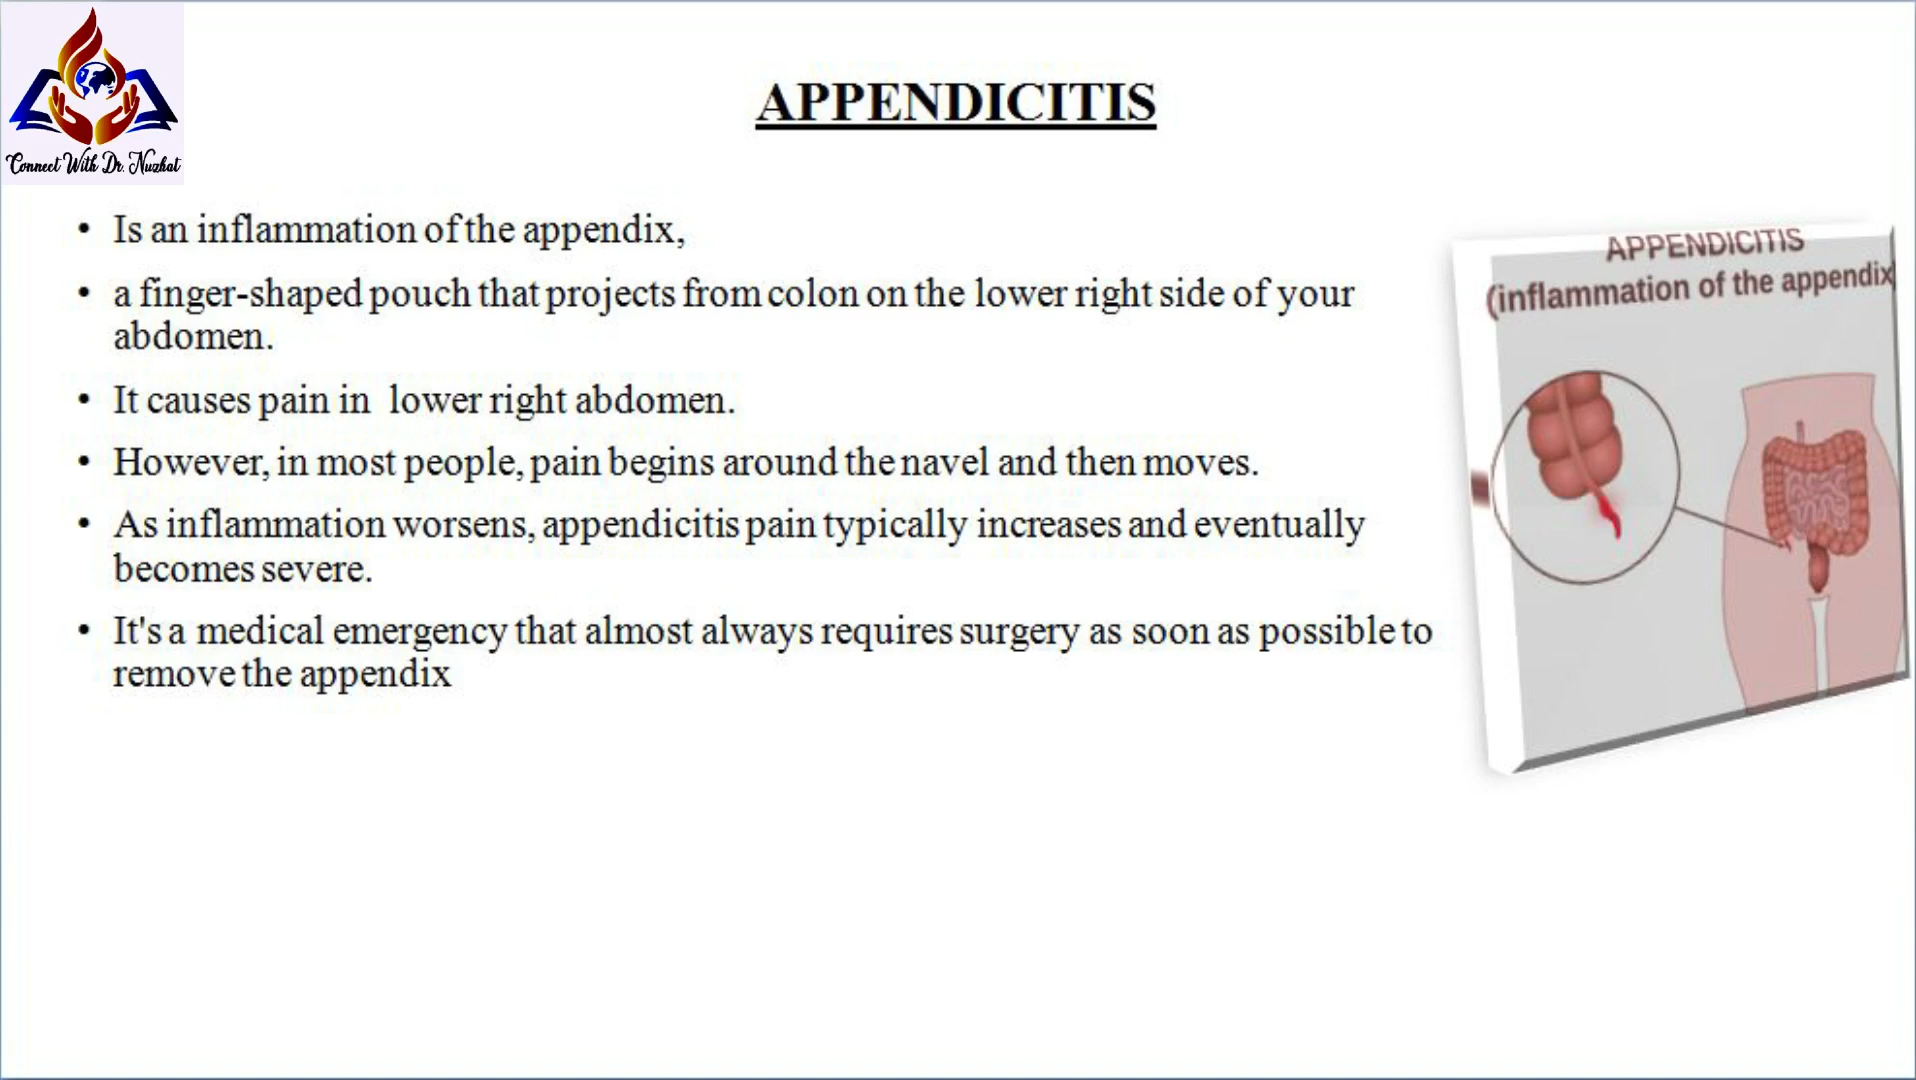 Connect With Dr. Nuzhat
APPENDICITIS
• Is an inflammation of the appendix,
• a finger-shaped pouch that projects from colon on the lower right side of your
abdomen.
• It causes pain in lower right abdomen.
• However, in most people, pain begins around the navel and then moves.
• As inflammation worsens, appendicitis pain typically increases and eventually
becomes severe.
• It's a medical emergency that almost always requires surgery as soon as possible to
remove the appendix
APPENDICITIS
(inflammation of the appendix